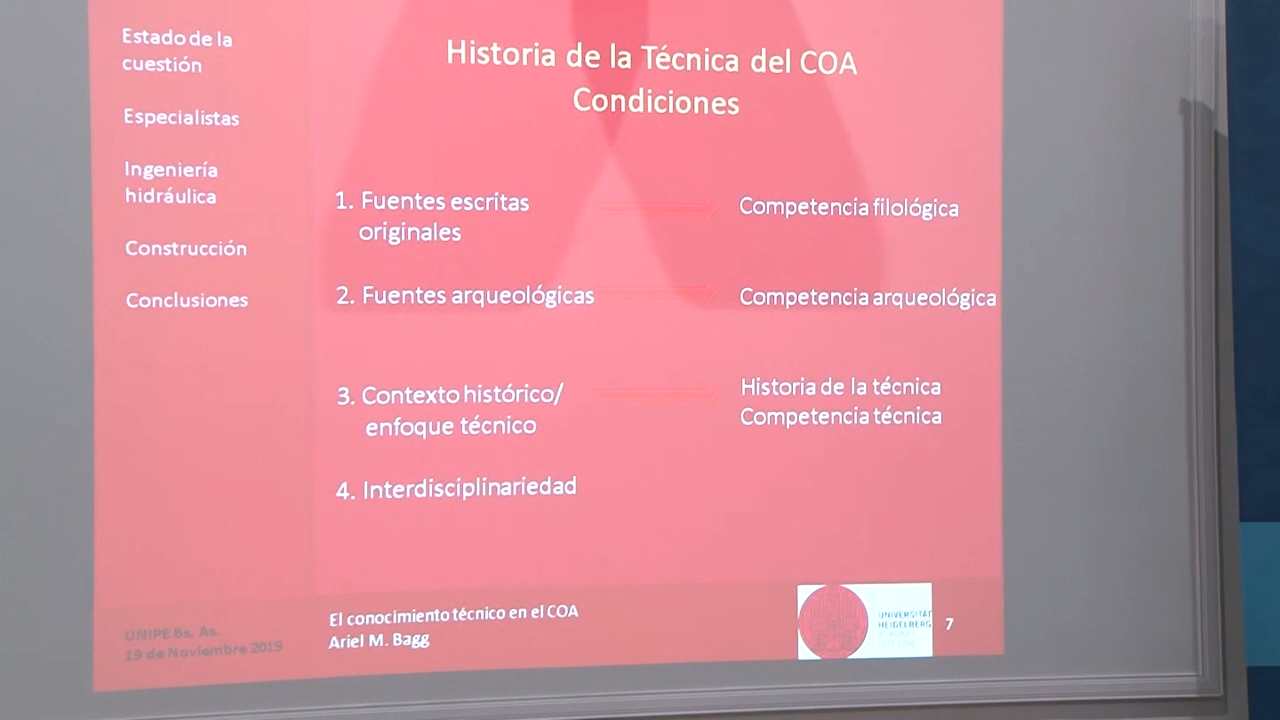 Estado de la
cuestión
Especialistas
Ingeniería
hidráulica
Construcción
Conclusiones
Historia de la Técnica del COA
Condiciones
1. Fuentes escritas
originales
Competencia filológica
2. Fuentes arqueológicas
Competencia arqueológica
3. Contexto histórico/
enfoque técnico
Historia de la técnica
Competencia técnica
4. Interdisciplinariedad
UNIPE Bs. As.
19 de Noviembre 2019
El conocimiento técnico en el COA
Ariel M. Bagg
UNIVERSITÄT
HEIDELBERG
7